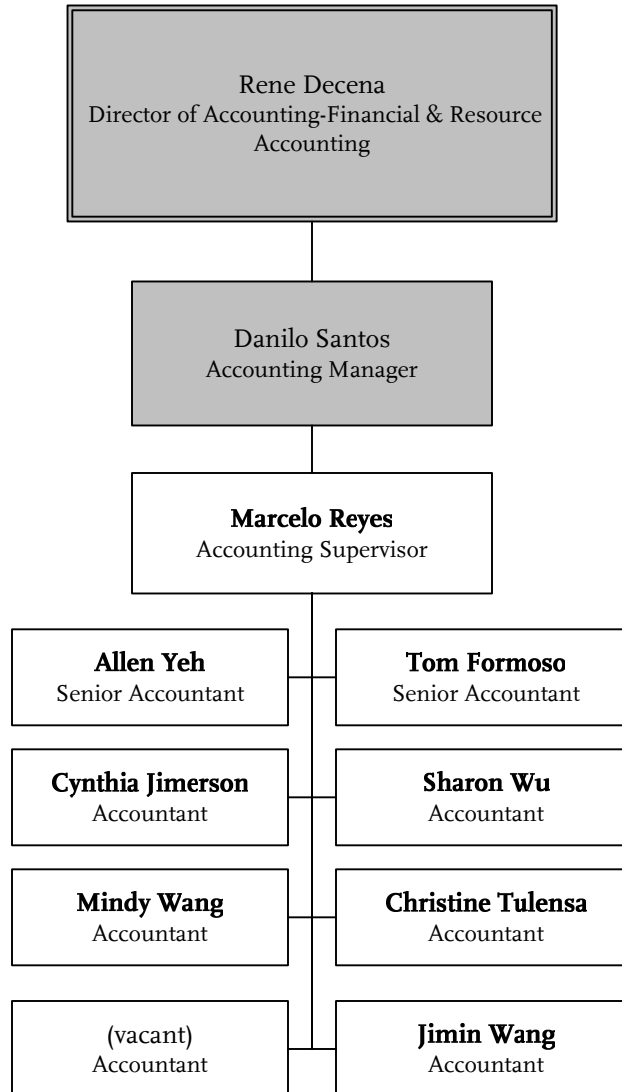 Rene Decena
Director of Accounting-Financial & Resource
Accounting
Danilo Santos
Accounting Manager
Marcelo Reyes
Accounting Supervisor
Allen Yeh
Senior Accountant
Tom Formoso
Senior Accountant
Cynthia Jimerson
Accountant
Sharon Wu
Accountant
Mindy Wang
Accountant
Christine Tulensa
Accountant
(vacant)
Accountant
Jimin Wang
Accountant